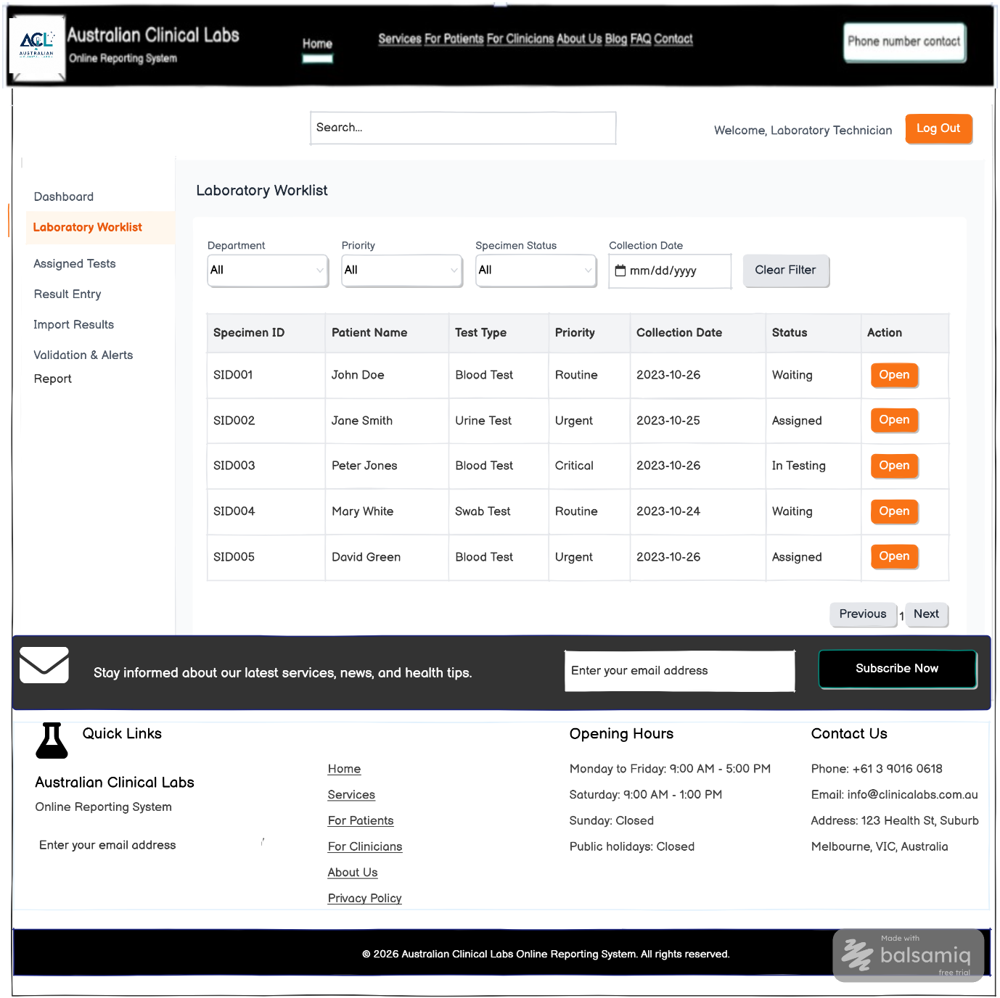 ACL
AUSTRALIAN
CLINICAL LABS
Australian Clinical Labs
Online Reporting System
Home
Services For Patients For Clinicians About Us Blog FAQ Contact
Phone number contact
Search...
Welcome, Laboratory Technician
Log Out
Dashboard
Laboratory Worklist
Assigned Tests
Result Entry
Import Results
Validation & Alerts
Report
Laboratory Worklist
Department Priority Specimen Status Collection Date
All All All mm/dd/yyyy Clear Filter
Specimen ID Patient Name Test Type Priority Collection Date Status Action
SID001 John Doe Blood Test Routine 2023-10-26 Waiting Open
SID002 Jane Smith Urine Test Urgent 2023-10-25 Assigned Open
SID003 Peter Jones Blood Test Critical 2023-10-26 In Testing Open
SID004 Mary White Swab Test Routine 2023-10-24 Waiting Open
SID005 David Green Blood Test Urgent 2023-10-26 Assigned Open
Previous 1 Next
Stay informed about our latest services, news, and health tips.
Enter your email address
Subscribe Now
Quick Links
Australian Clinical Labs
Online Reporting System
Enter your email address
Home
Services
For Patients
For Clinicians
About Us
Privacy Policy
Opening Hours
Monday to Friday: 9:00 AM - 5:00 PM
Saturday: 9:00 AM - 1:00 PM
Sunday: Closed
Public holidays: Closed
Contact Us
Phone: +61 3 9016 0618
Email: info@clinicalabs.com.au
Address: 123 Health St, Suburb
Melbourne, VIC, Australia
© 2026 Australian Clinical Labs Online Reporting System. All rights reserved.
Made with
balsamiq
free trial